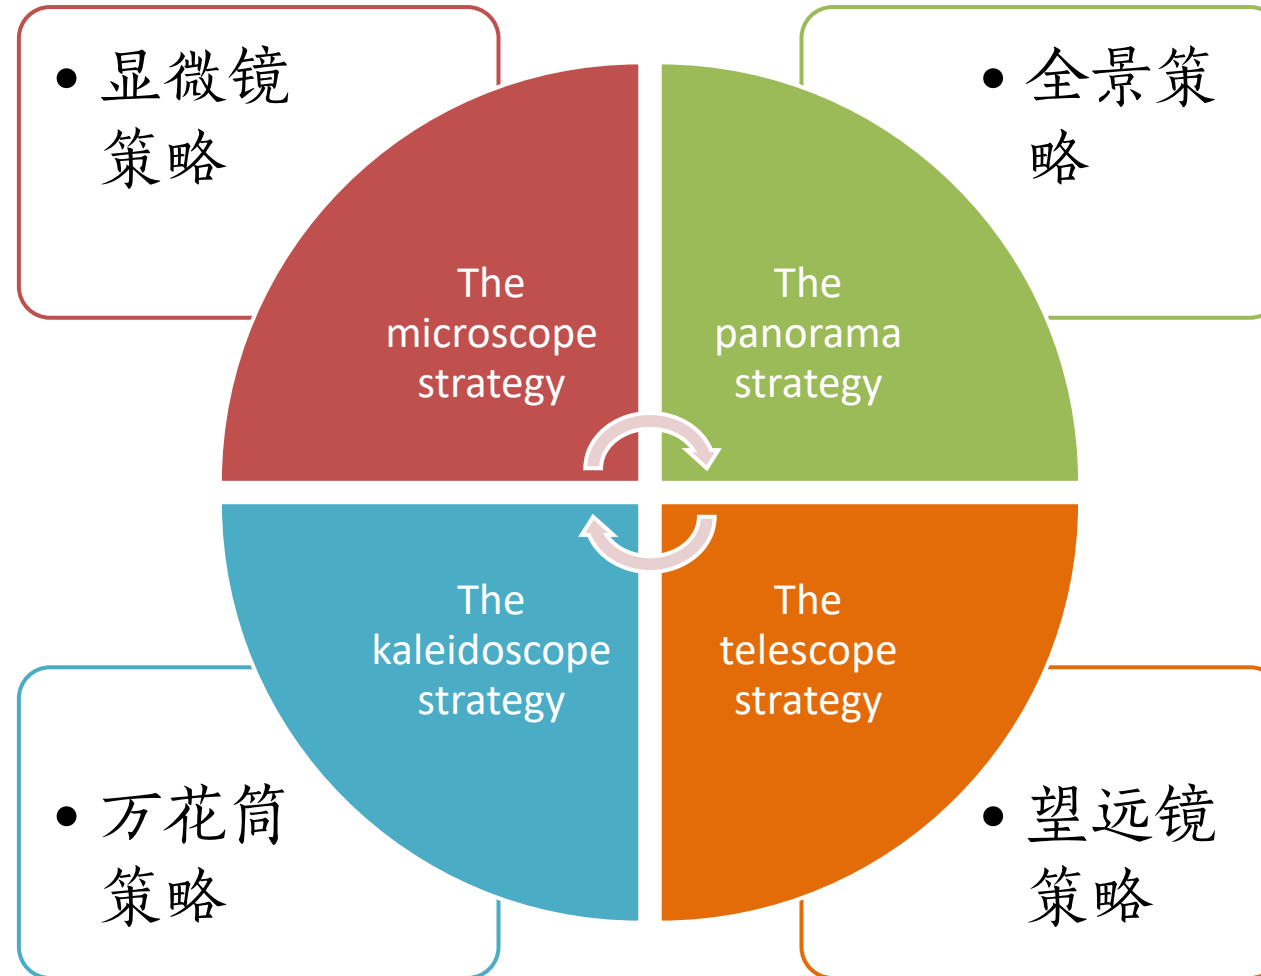 • 显微镜
策略
• 全景策
略
The
microscope
strategy
The
panorama
strategy
The
kaleidoscope
strategy
The
telescope
strategy
• 万花筒
策略
• 望远镜
策略